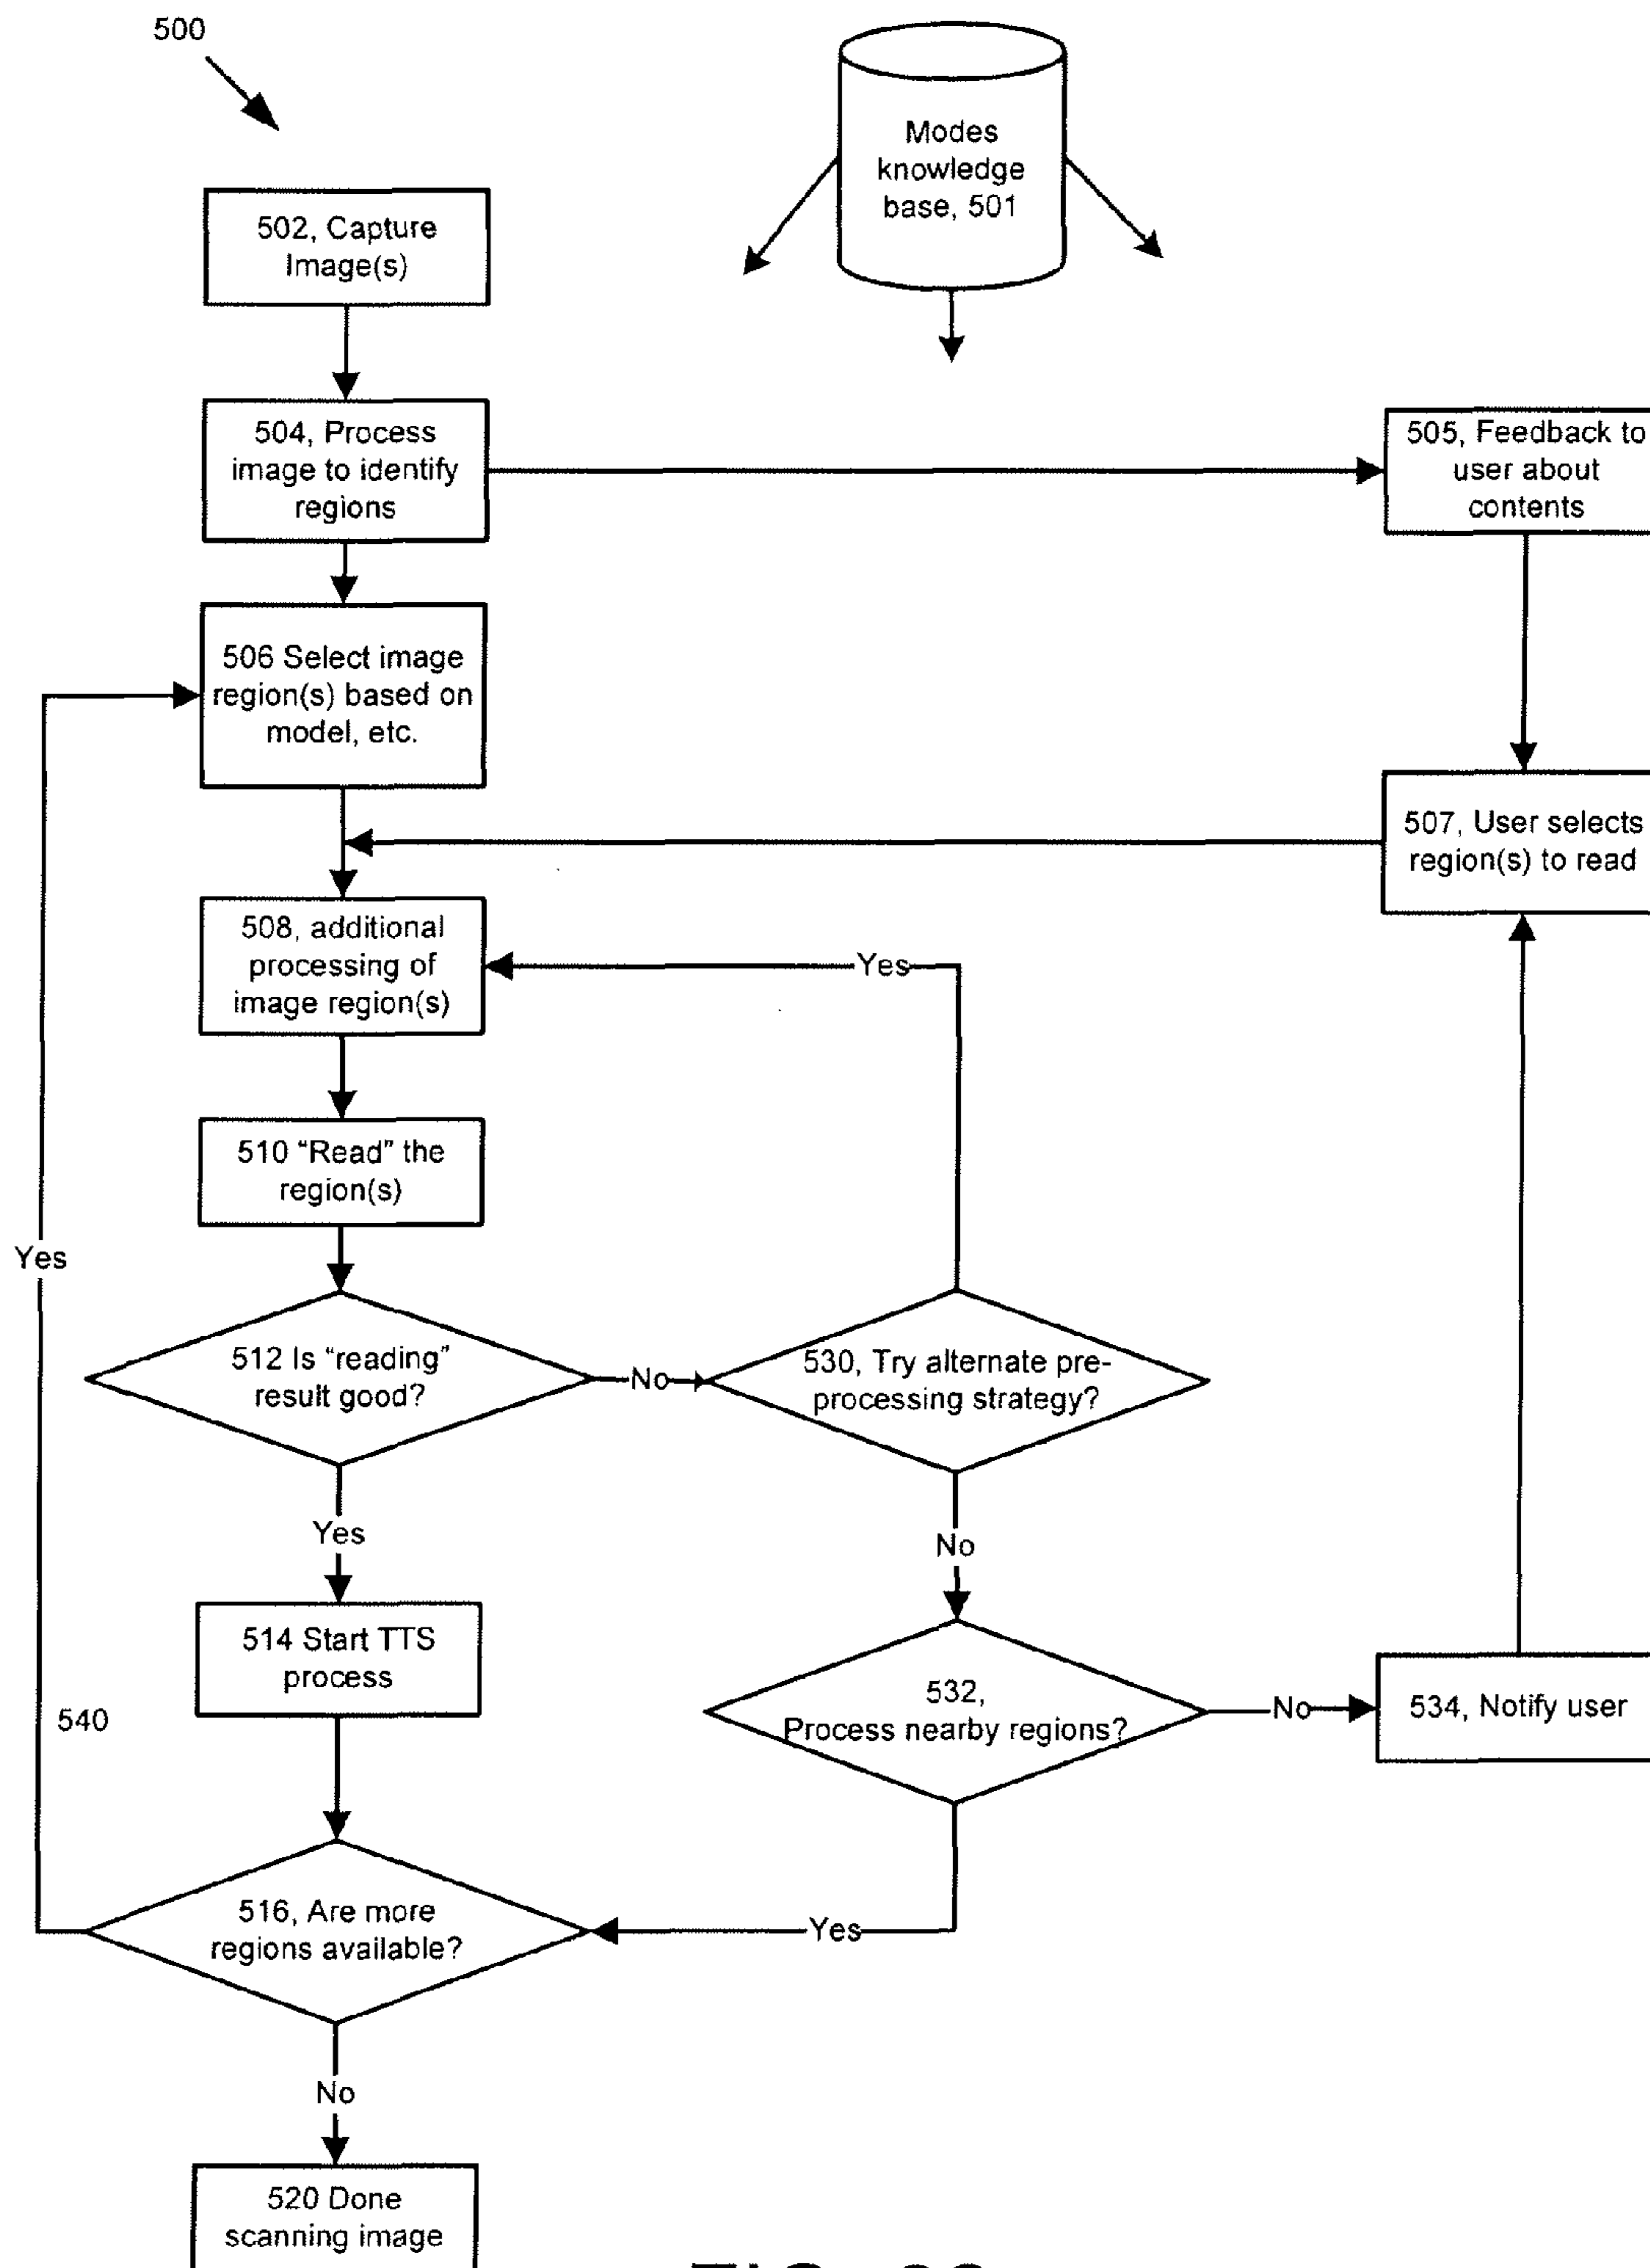 500
Modes
knowledge
base, 501
502, Capture
Image(s)
504, Process
image to identify
regions
505, Feedback to
user about
contents
506 Select image
region(s) based on
model, etc.
507, User selects
region(s) to read
508, additional
processing of
image region(s)
Yes
510 “Read” the
region(s)
Yes
512 Is “reading”
result good?
No
530, Try alternate pre-
processing strategy?
Yes
No
514 Start TTS
process
532,
Process nearby regions?
No
534, Notify user
540
516, Are more
regions available?
Yes
No
520 Done
scanning image